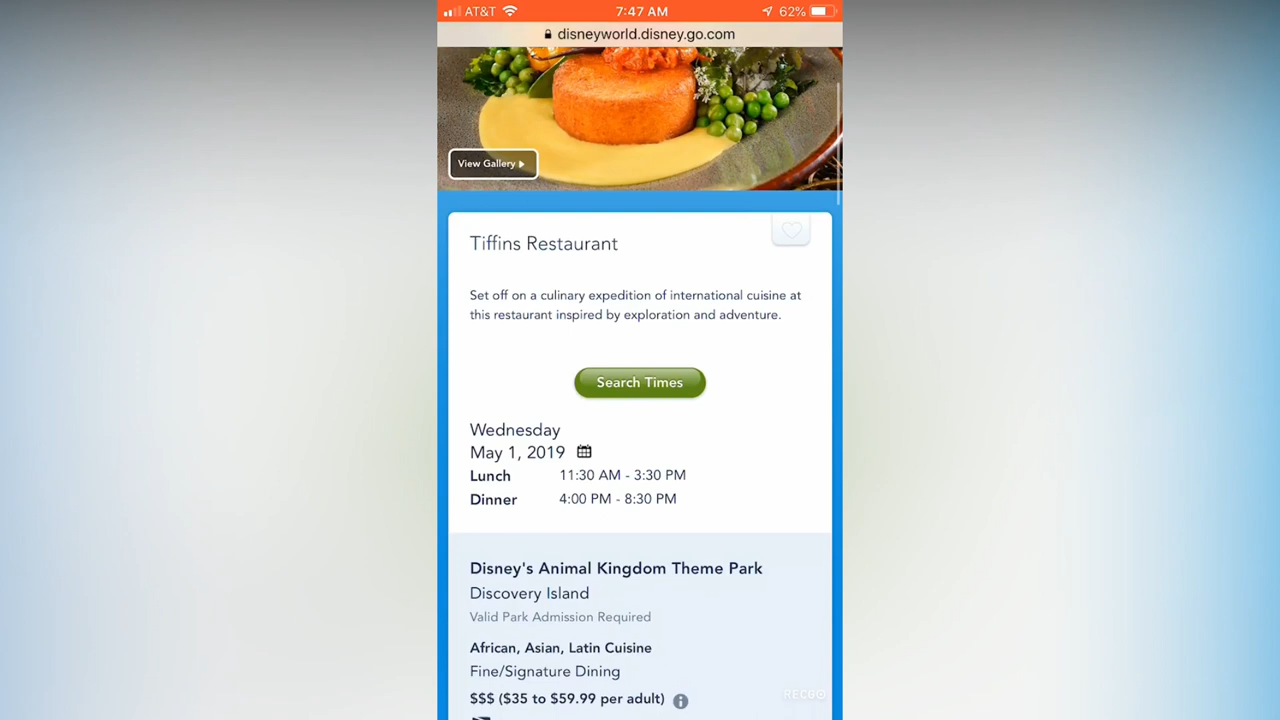 AT&T 7:47 AM 62%
disneyworld.disney.go.com
View Gallery
Tiffins Restaurant
Set off on a culinary expedition of international cuisine at
this restaurant inspired by exploration and adventure.
Search Times
Wednesday
May 1, 2019
Lunch 11:30 AM - 3:30 PM
Dinner 4:00 PM - 8:30 PM
Disney's Animal Kingdom Theme Park
Discovery Island
Valid Park Admission Required
African, Asian, Latin Cuisine
Fine/Signature Dining
$$$ ($35 to $59.99 per adult)
RECGO